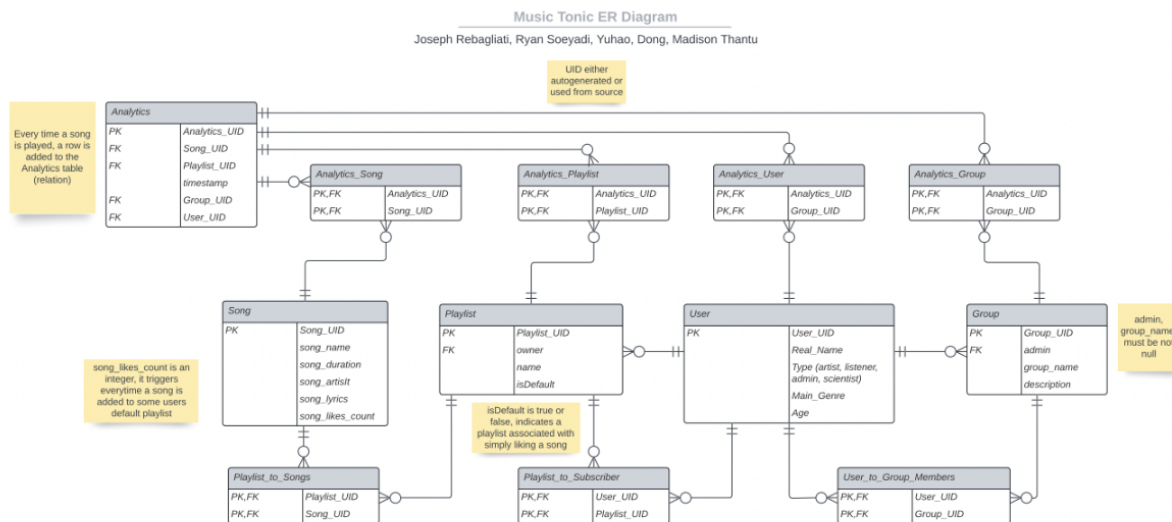 Music Tonic ER Diagram
Joseph Rebagliati, Ryan Soeyadi, Yuhao, Dong, Madison Thantu
UID either
autogenerated or
used from source
Every time a song
is played, a row is
added to the
Analytics table
(relation)
Analytics
PK Analytics_UID
FK Song_UID
FK Playlist_UID
timestamp
FK Group_UID
FK User_UID
Analytics_Song
PK,FK Analytics_UID
PK,FK Song_UID
Analytics_Playlist
PK,FK Analytics_UID
PK,FK Playlist_UID
Analytics_User
PK,FK Analytics_UID
PK,FK Group_UID
Analytics_Group
PK,FK Analytics_UID
PK,FK Group_UID
Song
PK Song_UID
song_name
song_duration
song_artisIt
song_lyrics
song_likes_count
Playlist
PK Playlist_UID
FK owner
name
isDefault
User
PK User_UID
Real_Name
Type (artist, listener,
admin, scientist)
Main_Genre
Age
Group
PK Group_UID
FK admin
group_name
description
admin,
group_name
must be not
null
song_likes_count is an
integer, it triggers
everytime a song is
added to some users
default playlist
isDefault is true or
false, indicates a
playlist associated with
simply liking a song
Playlist_to_Songs
PK,FK Playlist_UID
PK,FK Song_UID
Playlist_to_Subscriber
PK,FK User_UID
PK,FK Playlist_UID
User_to_Group_Members
PK,FK User_UID
PK,FK Group_UID